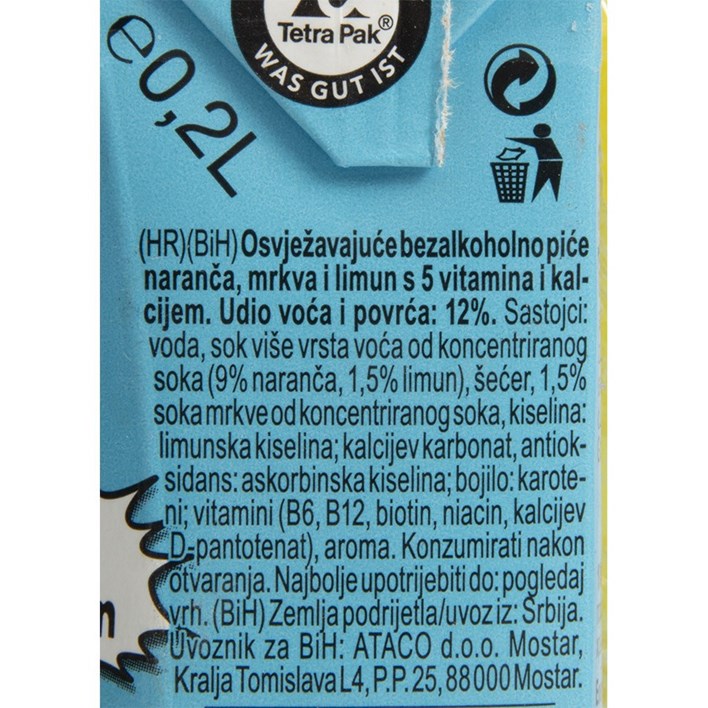 Tetra Pak®
WAS GUT IST
e0,2L
(HR)(BiH) Osvježavajuće bezalkoholno piće
naranča, mrkva i limun s 5 vitamina i kal-
cijem. Udio voća i povrća: 12%. Sastojci:
voda, sok više vrsta voća od koncentriranog
soka (9% naranča, 1,5% limun), šećer, 1,5%
soka mrkve od koncentriranog soka, kiselina:
limunska kiselina; kalcijev karbonat, antiok-
sidans: askorbinska kiselina; bojilo: karote-
ni; vitamini (B6, B12, biotin, niacin, kalcijev
D-pantotenat), aroma. Konzumirati nakon
otvaranja. Najbolje upotrijebiti do: pogledaj
vrh. (BiH) Zemlja podrijetla/uvoz iz: Srbija.
Uvoznik za BiH: ATACO d.o.o. Mostar,
Kralja Tomislava L4, P.P. 25, 88000 Mostar.